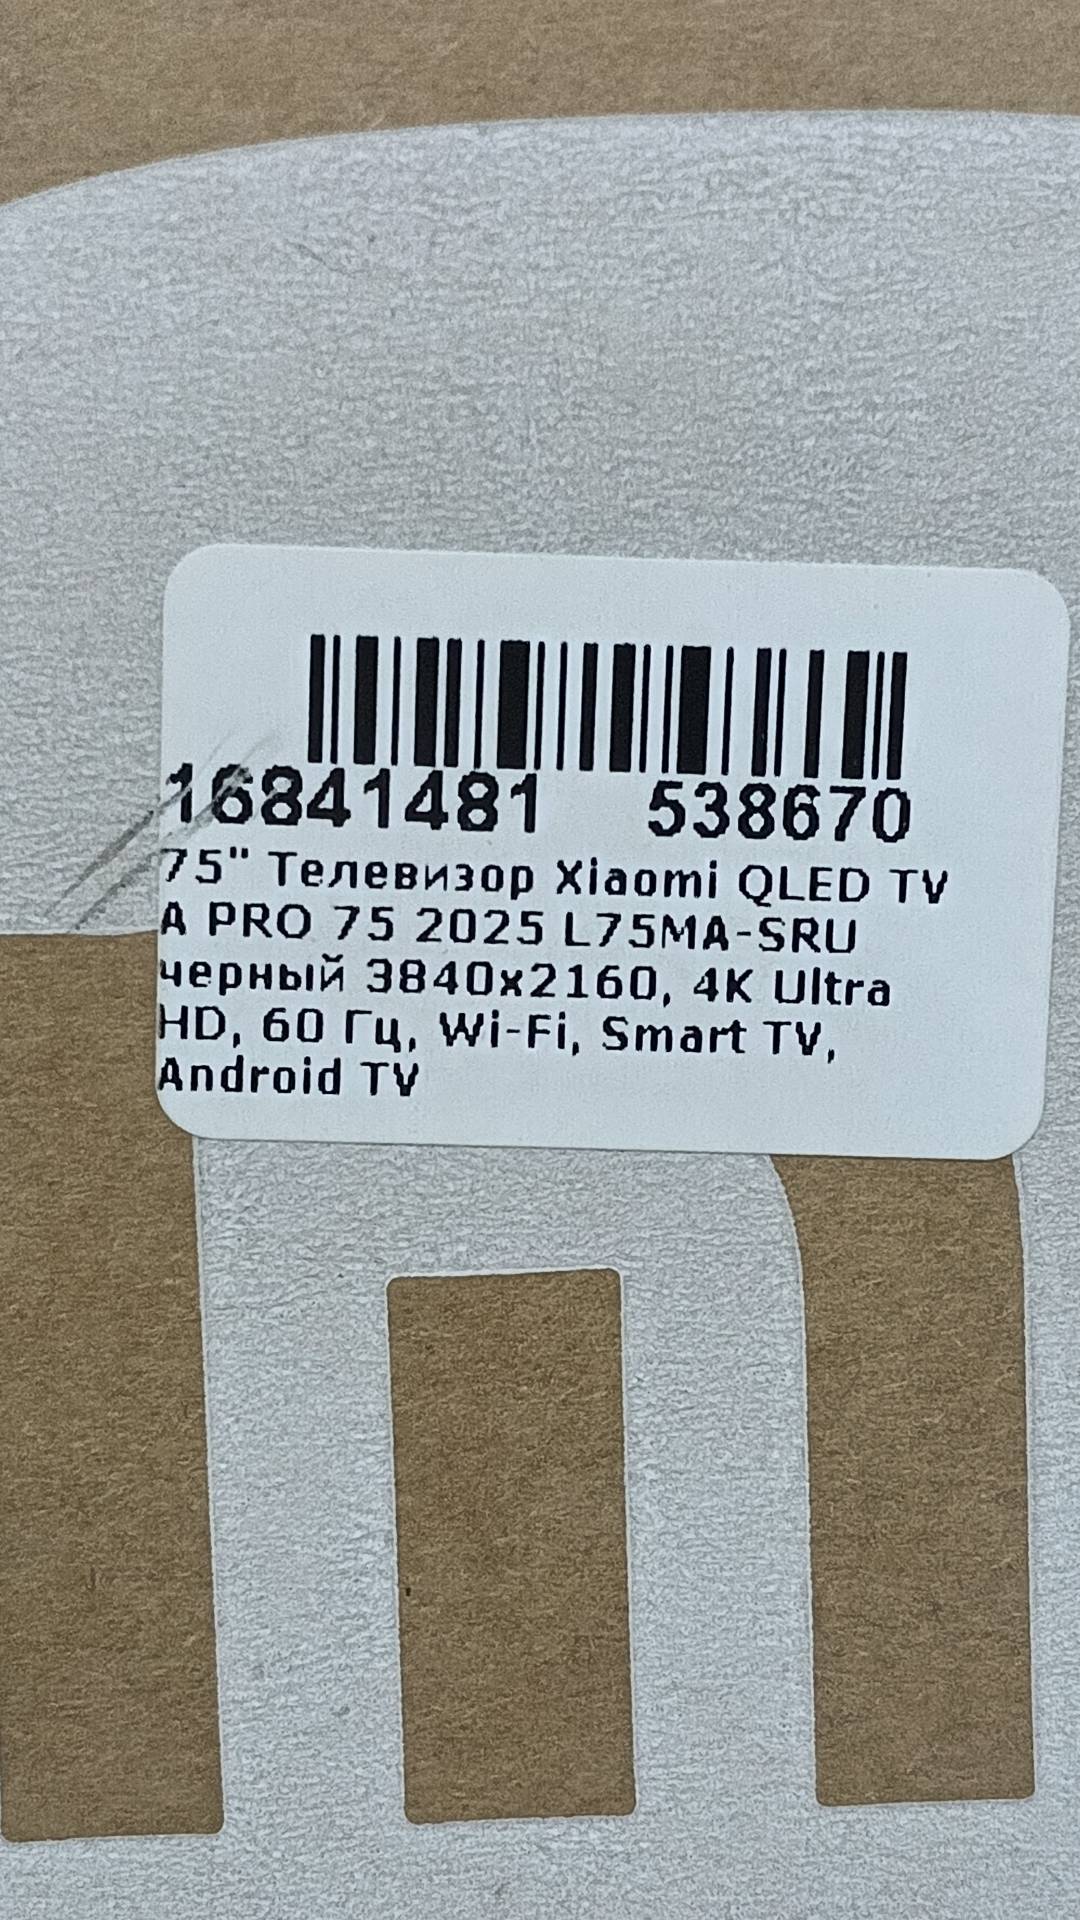 16841481 538670
75" Телевизор Xiaomi QLED TV
A PRO 75 2025 L75MA-SRU
черный 3840x2160, 4K Ultra
HD, 60 Гц, Wi-Fi, Smart TV,
Android TV